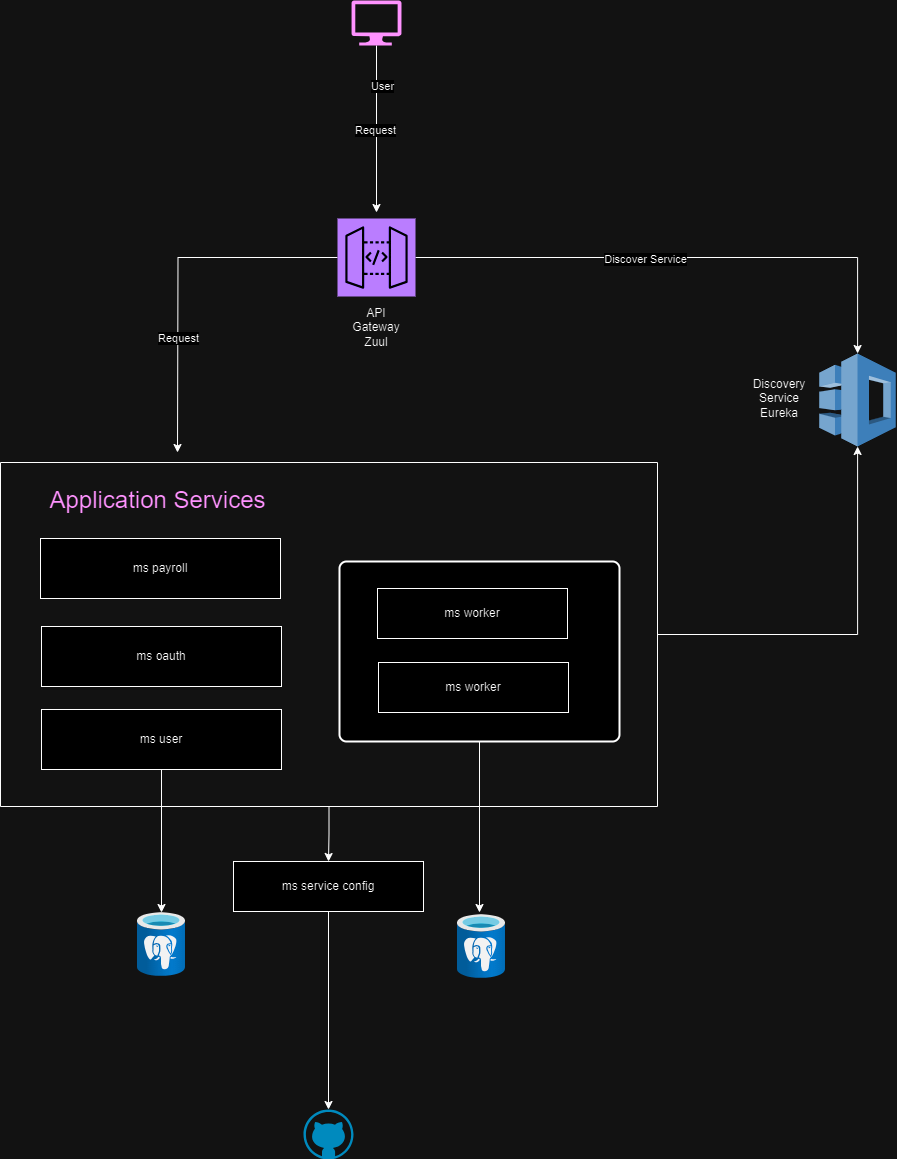 User
Request
API
Gateway
Zuul
Discover Service
Request
Discovery
Service
Eureka
Application Services
ms payroll
ms oauth
ms user
ms worker
ms worker
ms service config